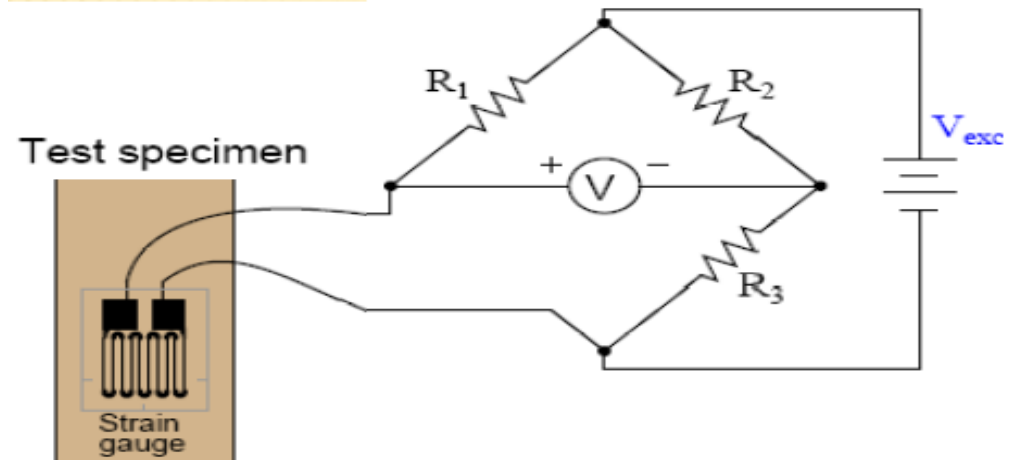 R1
R2
Vexc
Test specimen
+
−
V
R3
Strain
gauge